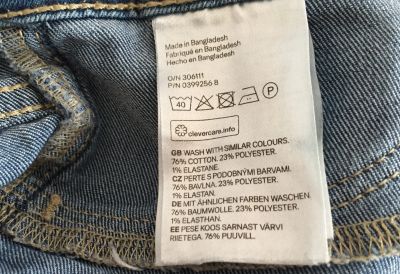 Made in Bangladesh
Fabriqué en Bangladesh
Hecho en Bangladesh
O/N 306111
P/N 0399256 8
40
P
clevercare.info
GB WASH WITH SIMILAR COLOURS.
76% COTTON. 23% POLYESTER.
1% ELASTANE.
CZ PERTE S PODOBNÝMI BARVAMI.
76% BAVLNA. 23% POLYESTER.
1% ELASTAN.
DE MIT ÄHNLICHEN FARBEN WASCHEN.
76% BAUMWOLLE. 23% POLYESTER.
1% ELASTHAN.
EE PESE KOOS SARNAST VÄRVI
RIIETEGA. 76% PUUVILL.